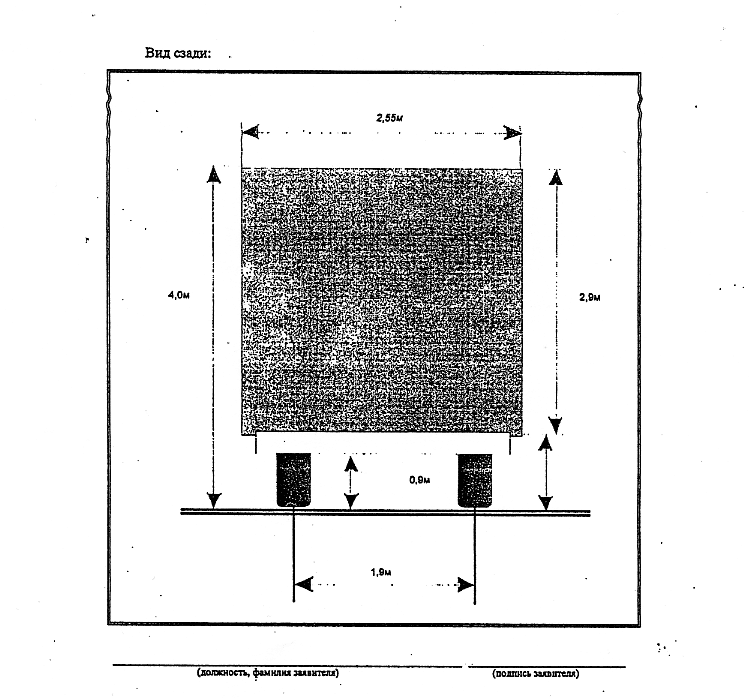 Вид сзади:
2,55м
4,0м
2,9м
0,9м
1,9м
(должность, фамилия заявителя) (подпись заявителя)